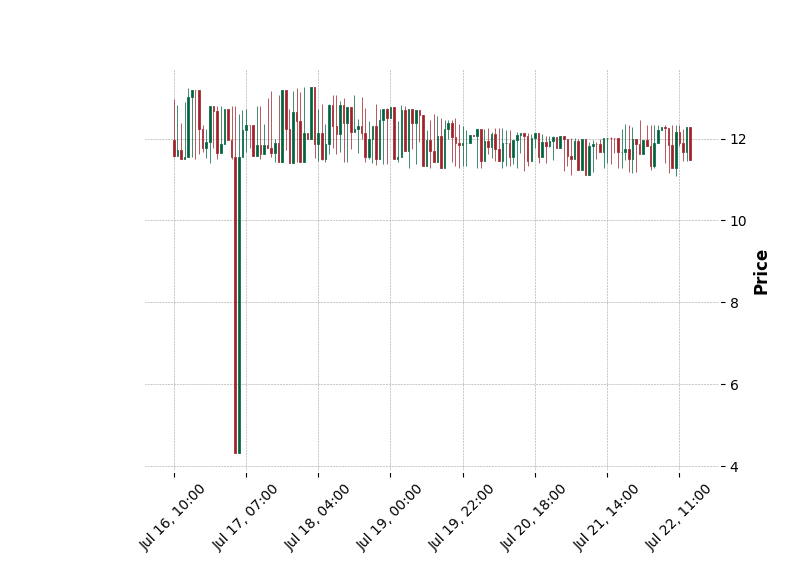 12
10
8
6
4
Price
Jul 16, 10:00
Jul 17, 07:00
Jul 18, 04:00
Jul 19, 00:00
Jul 19, 22:00
Jul 20, 18:00
Jul 21, 14:00
Jul 22, 11:00